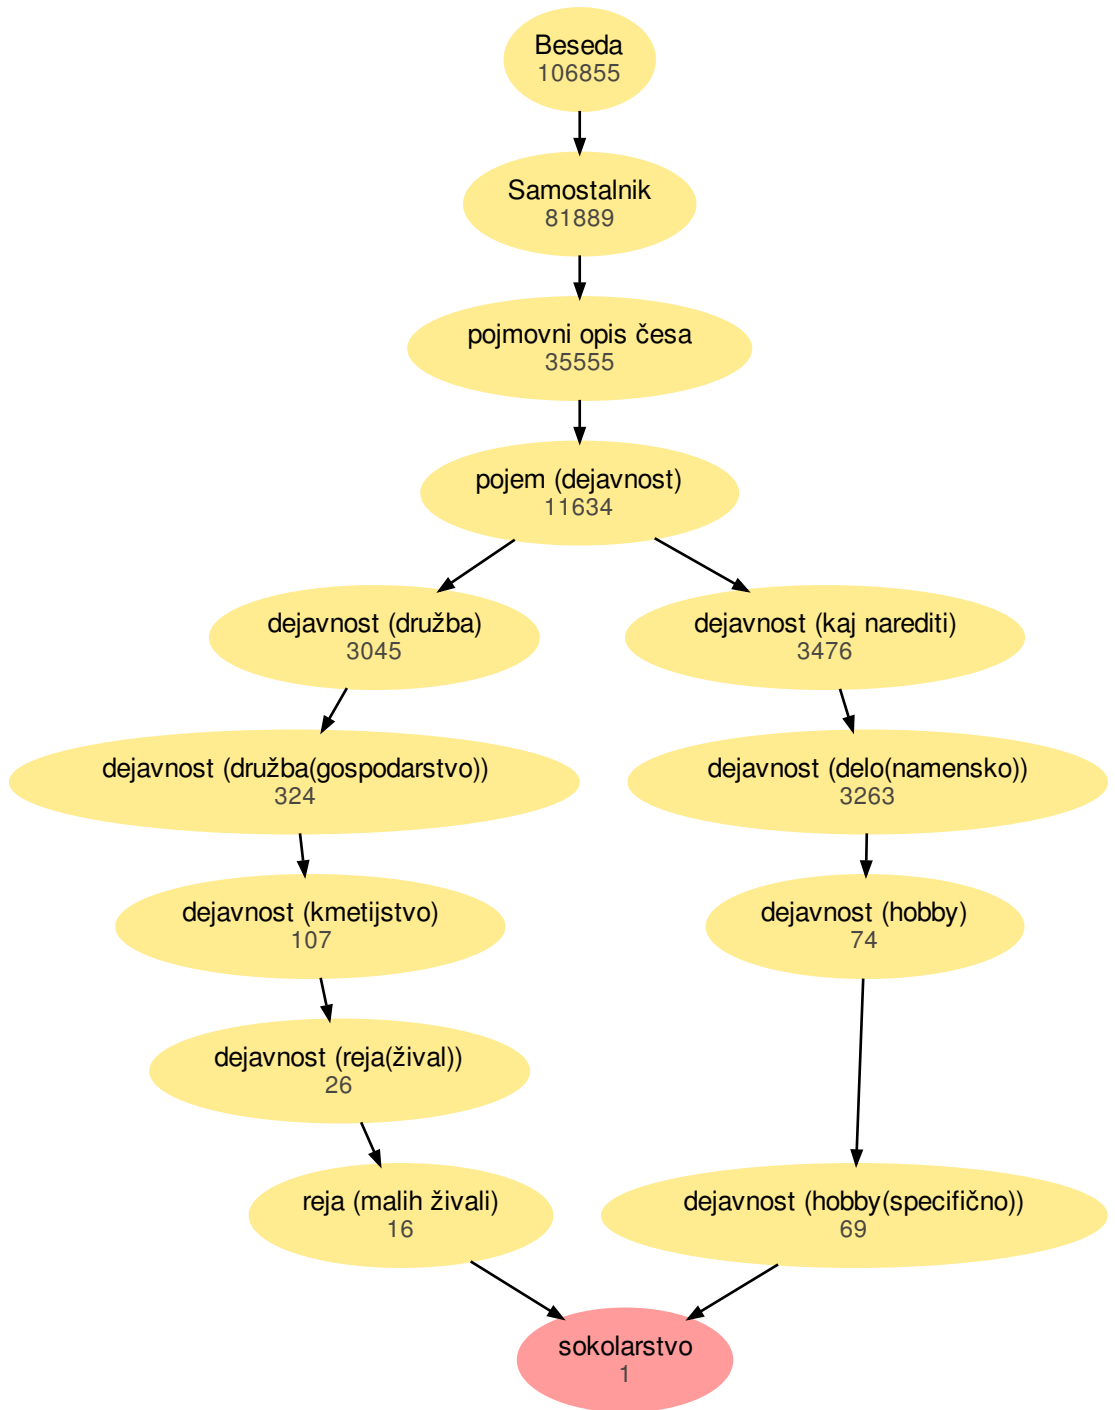 Beseda
106855
Samostalnik
81889
pojmovni opis česa
35555
pojem (dejavnost)
11634
dejavnost (družba)
3045
dejavnost (kaj narediti)
3476
dejavnost (družba(gospodarstvo))
324
dejavnost (delo(namensko))
3263
dejavnost (kmetijstvo)
107
dejavnost (hobby)
74
dejavnost (reja(žival))
26
reja (malih živali)
16
dejavnost (hobby(specifično))
69
sokolarstvo
1